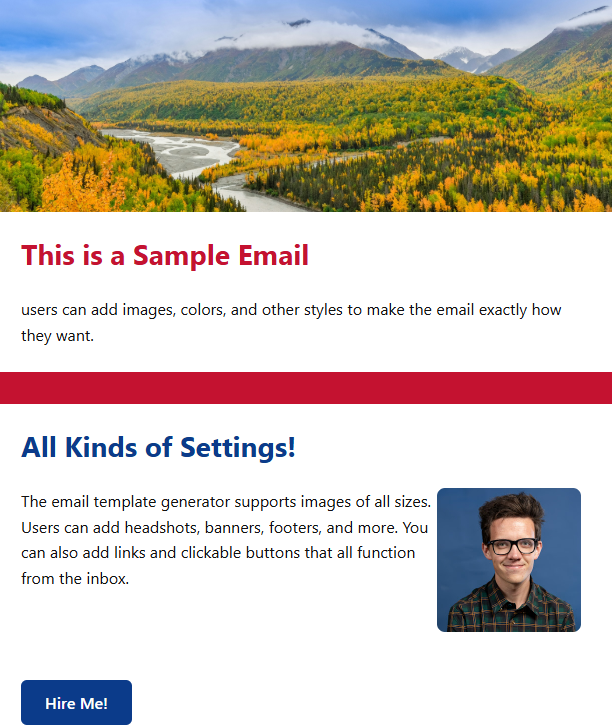 This is a Sample Email
users can add images, colors, and other styles to make the email exactly how
they want.
All Kinds of Settings!
The email template generator supports images of all sizes.
Users can add headshots, banners, footers, and more. You
can also add links and clickable buttons that all function
from the inbox.
Hire Me!